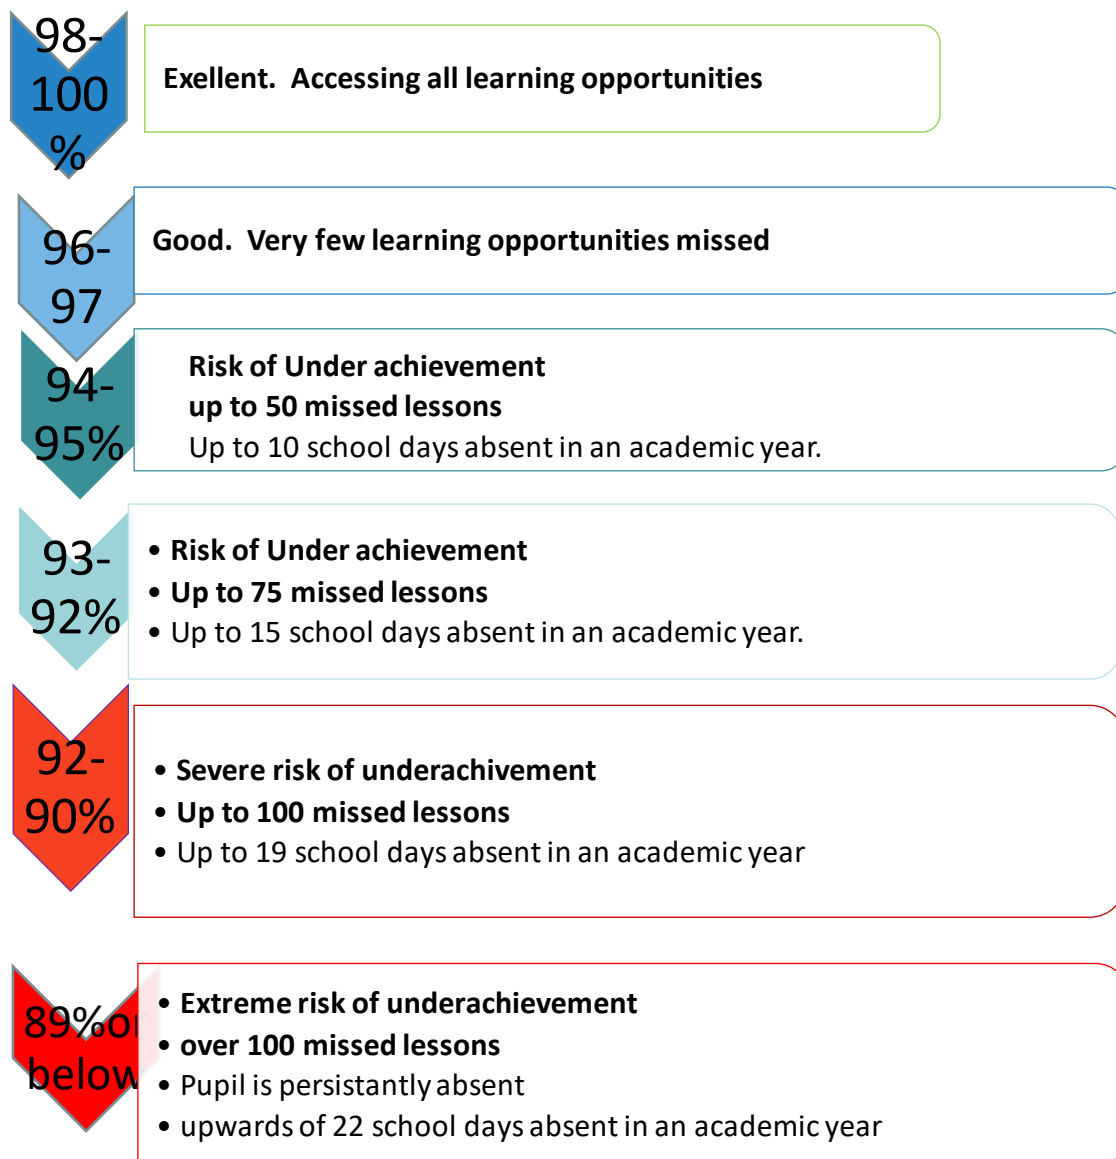 98-
100
%
Exellent.  Accessing all learning opportunities
96-
97
Good.  Very few learning opportunities missed
94-
95%
Risk of Under achievement
up to 50 missed lessons
Up to 10 school days absent in an academic year.
93-
92%
• Risk of Under achievement
• Up to 75 missed lessons
• Up to 15 school days absent in an academic year.
92-
90%
• Severe risk of underachivement
• Up to 100 missed lessons
• Up to 19 school days absent in an academic year
89%or
below
• Extreme risk of underachievement
• over 100 missed lessons
• Pupil is persistantly absent
• upwards of 22 school days absent in an academic year